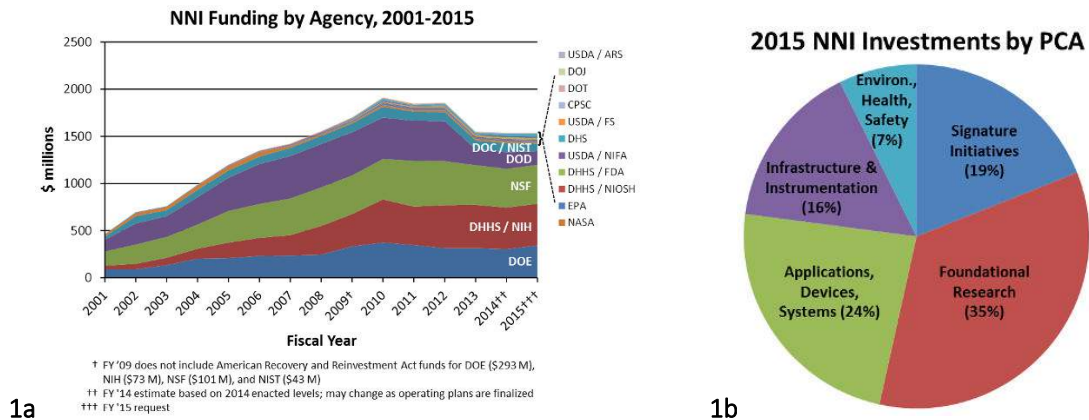 NNI Funding by Agency, 2001-2015
2500
2000
1500
1000
500
0
$ millions
2001
2002
2003
2004
2005
2006
2007
2008
2009†
2010
2011
2012
2013
2014††
2015†††
Fiscal Year
DOC / NIST
DOD
NSF
DHHS / NIH
DOE
USDA / ARS
DOJ
DOT
CPSC
USDA / FS
DHS
USDA / NIFA
DHHS / FDA
DHHS / NIOSH
EPA
NASA
† FY '09 does not include American Recovery and Reinvestment Act funds for DOE ($293 M),
NIH ($73 M), NSF ($101 M), and NIST ($43 M)
†† FY '14 estimate based on 2014 enacted levels; may change as operating plans are finalized
††† FY '15 request
1a
2015 NNI Investments by PCA
Environ.,
Health,
Safety
(7%)
Signature
Initiatives
(19%)
Infrastructure &
Instrumentation
(16%)
Applications,
Devices,
Systems (24%)
Foundational
Research
(35%)
1b